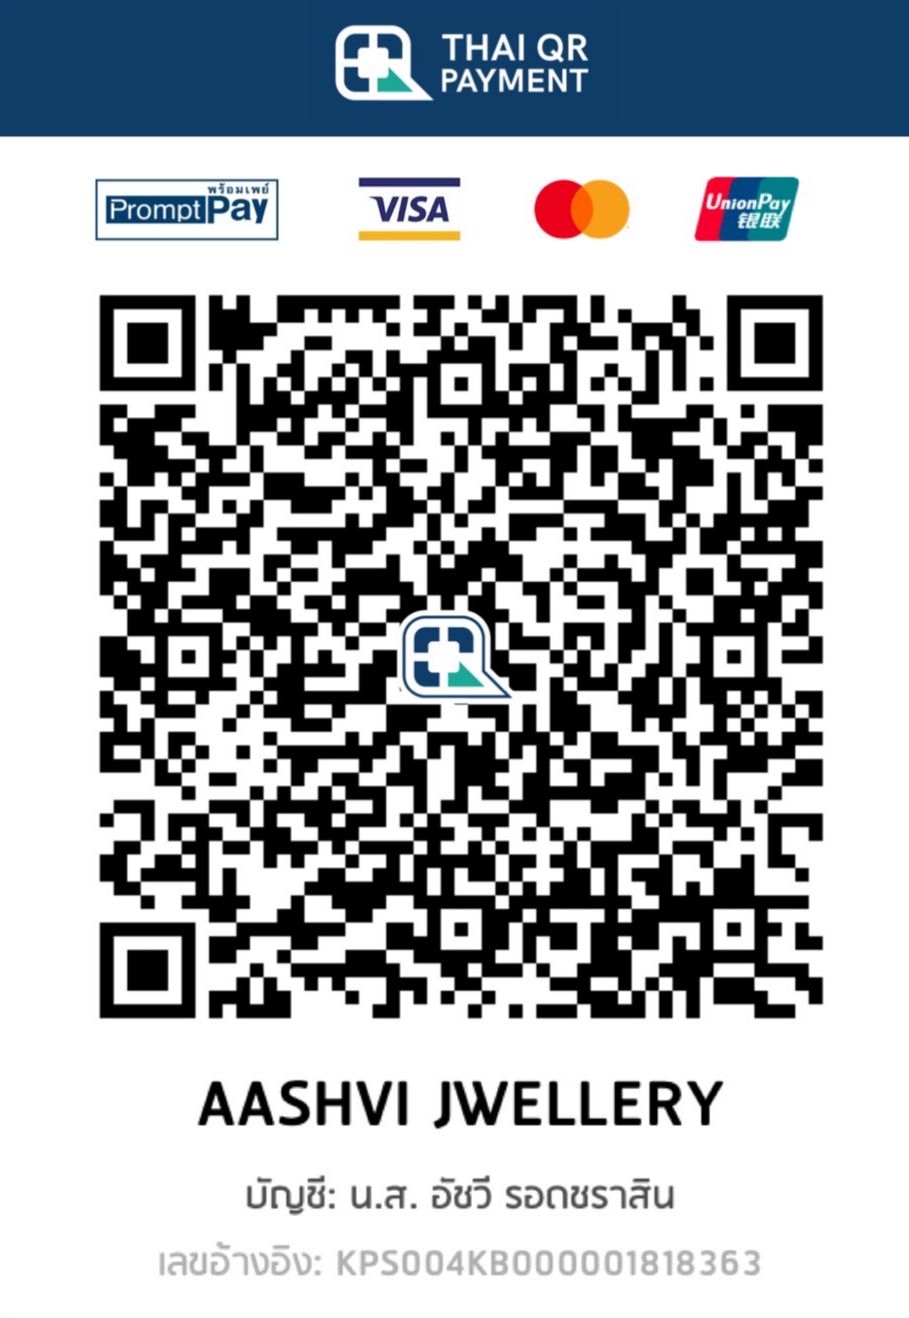 THAI QR
PAYMENT
พร้อมเพย์
PromptPay
VISA
UnionPay
银联
AASHVI JWELLERY
บัญชี: น.ส. อัชวี รอดชราสิน
เลขอ้างอิง: KPS004KB000001818363